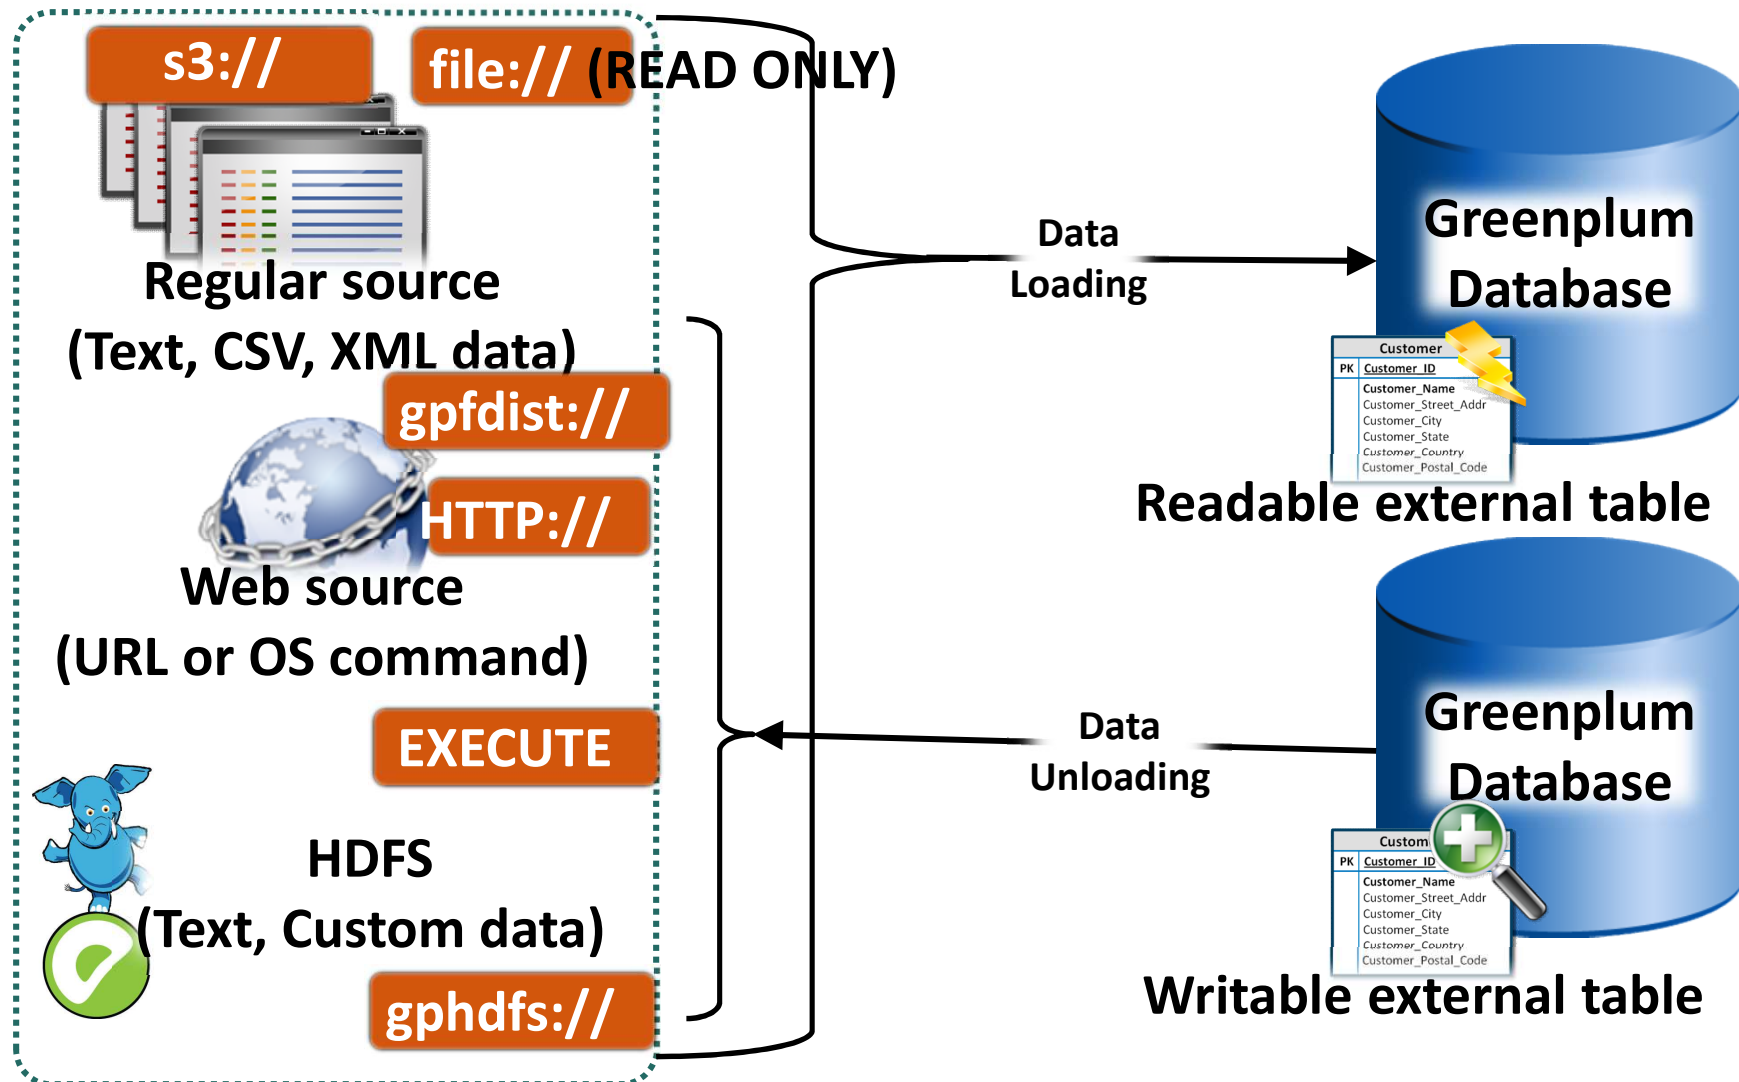 s3://
file:// (READ ONLY)
Regular source
(Text, CSV, XML data)
gpfdist://
HTTP://
Web source
(URL or OS command)
EXECUTE
HDFS
(Text, Custom data)
gphdfs://
Data
Loading
Data
Unloading
Greenplum
Database
Customer
PK Customer_ID
Customer_Name
Customer_Street_Addr
Customer_City
Customer_State
Customer_Country
Customer_Postal_Code
Readable external table
Greenplum
Database
Custom
PK Customer_ID
Customer_Name
Customer_Street_Addr
Customer_City
Customer_State
Customer_Country
Customer_Postal_Code
Writable external table